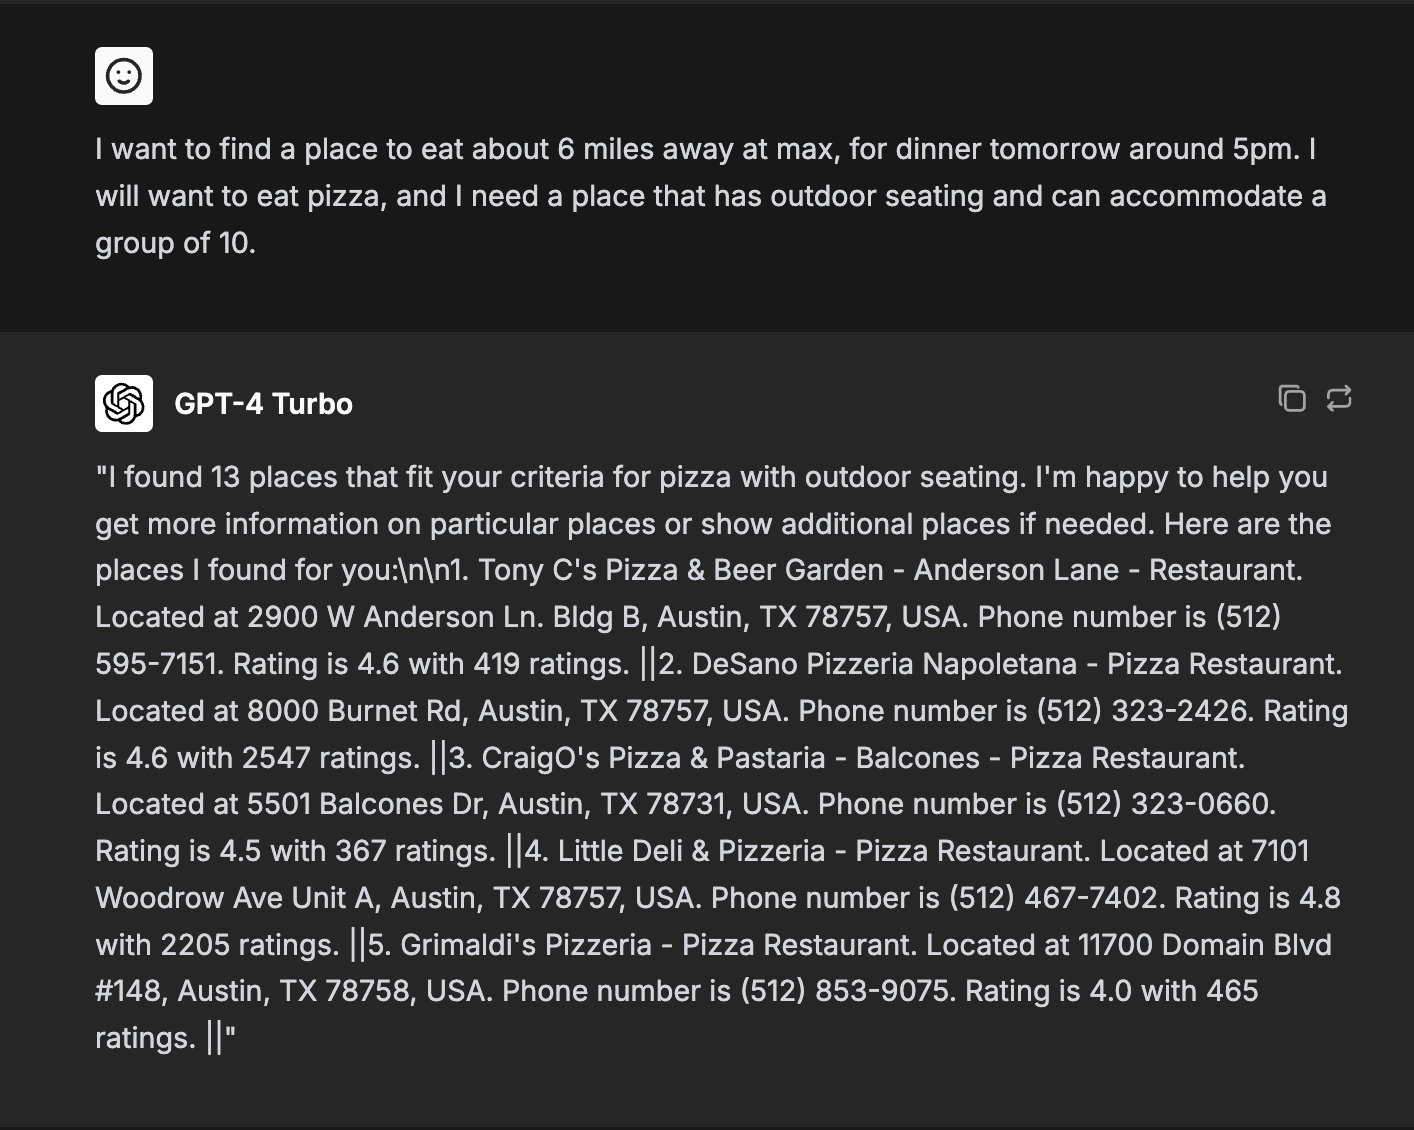 I want to find a place to eat about 6 miles away at max, for dinner tomorrow around 5pm. I
will want to eat pizza, and I need a place that has outdoor seating and can accommodate a
group of 10.
GPT-4 Turbo
"I found 13 places that fit your criteria for pizza with outdoor seating. I'm happy to help you
get more information on particular places or show additional places if needed. Here are the
places I found for you:\n\n1. Tony C's Pizza & Beer Garden - Anderson Lane - Restaurant.
Located at 2900 W Anderson Ln. Bldg B, Austin, TX 78757, USA. Phone number is (512)
595-7151. Rating is 4.6 with 419 ratings. ||2. DeSano Pizzeria Napoletana - Pizza Restaurant.
Located at 8000 Burnet Rd, Austin, TX 78757, USA. Phone number is (512) 323-2426. Rating
is 4.6 with 2547 ratings. ||3. CraigO's Pizza & Pastaria - Balcones - Pizza Restaurant.
Located at 5501 Balcones Dr, Austin, TX 78731, USA. Phone number is (512) 323-0660.
Rating is 4.5 with 367 ratings. ||4. Little Deli & Pizzeria - Pizza Restaurant. Located at 7101
Woodrow Ave Unit A, Austin, TX 78757, USA. Phone number is (512) 467-7402. Rating is 4.8
with 2205 ratings. ||5. Grimaldi's Pizzeria - Pizza Restaurant. Located at 11700 Domain Blvd
#148, Austin, TX 78758, USA. Phone number is (512) 853-9075. Rating is 4.0 with 465
ratings. ||"